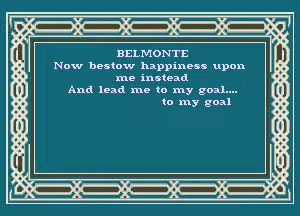 BELMONTE
Now bestow happiness upon
me instead
And lead me to my goal....
to my goal